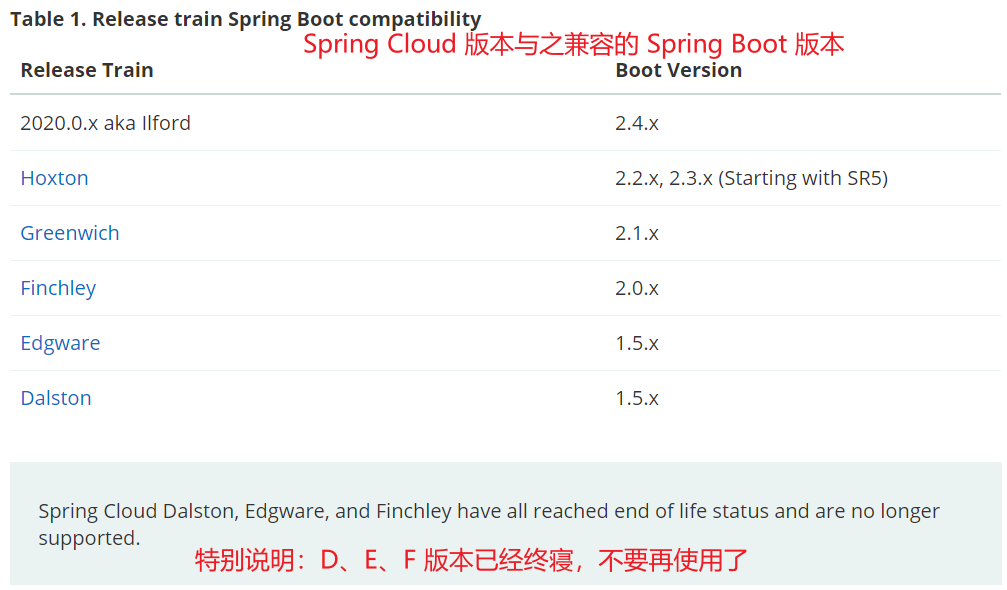 Table 1. Release train Spring Boot compatibility
Spring Cloud 版本与之兼容的 Spring Boot 版本
Release Train Boot Version
2020.0.x aka Ilford 2.4.x
Hoxton 2.2.x, 2.3.x (Starting with SR5)
Greenwich 2.1.x
Finchley 2.0.x
Edgware 1.5.x
Dalston 1.5.x
Spring Cloud Dalston, Edgware, and Finchley have all reached end of life status and are no longer
supported.
特别说明：D、E、F 版本已经终寝，不要再使用了